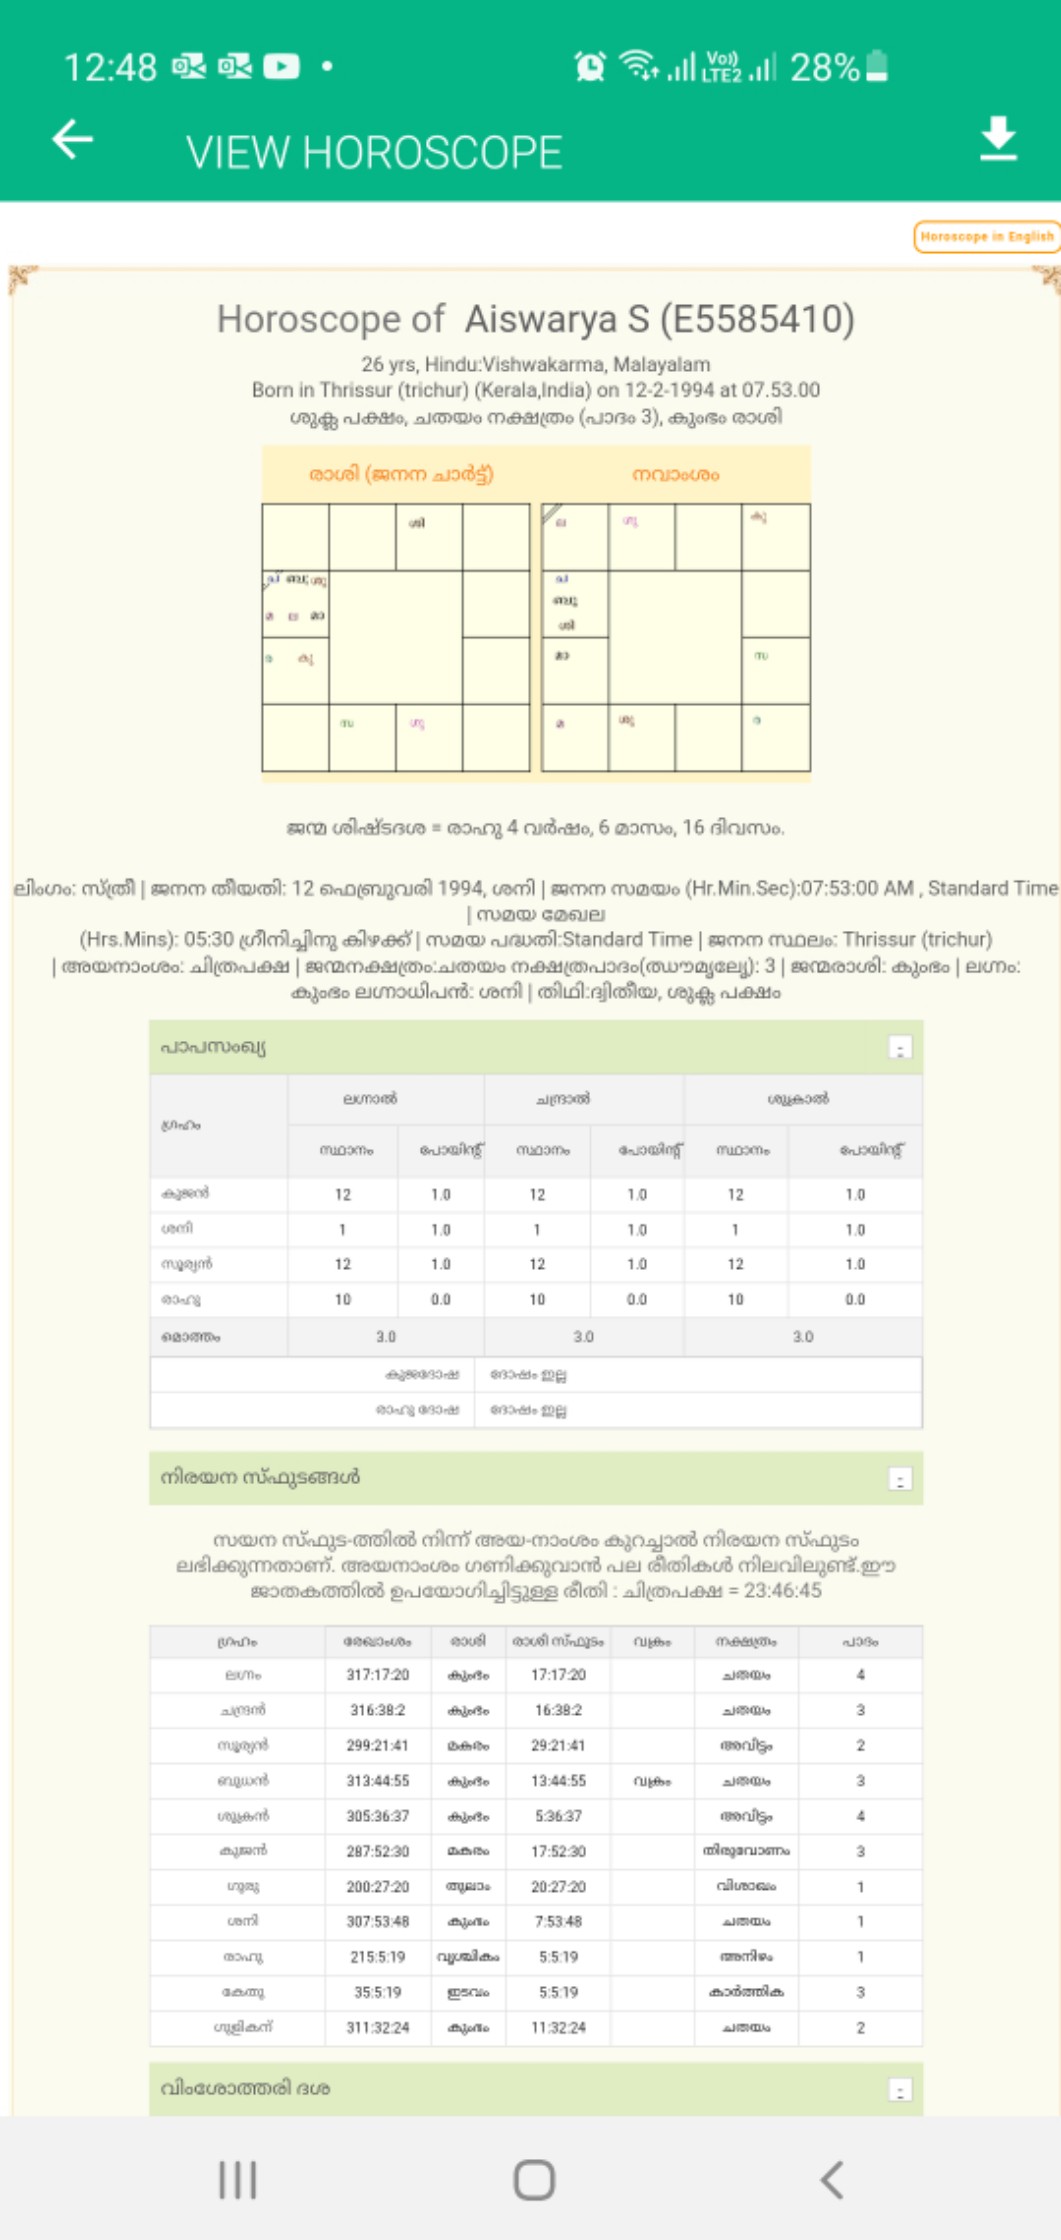 12:48
Vo)) LTE2 28%
VIEW HOROSCOPE
Horoscope in English
Horoscope of Aiswarya S (E5585410)
26 yrs, Hindu:Vishwakarma, Malayalam
Born in Thrissur (trichur) (Kerala,India) on 12-2-1994 at 07.53.00
ശുക്ല പക്ഷം, ചതയം നക്ഷത്രം (പാദം 3), കുംഭം രാശി
രാശി (ജനന ചാർട്ട്) നവാംശം
ശി ല ഗു കു
ച ബു ശു ച
മ ല മാ ബു
ശി
ര കു മാ സ
സ ഗു മ ശു ര
ജന്മ ശിഷ്ടദശ = രാഹു 4 വർഷം, 6 മാസം, 16 ദിവസം.
ലിംഗം: സ്ത്രീ | ജനന തീയതി: 12 ഫെബ്രുവരി 1994, ശനി | ജനന സമയം (Hr.Min.Sec):07:53:00 AM , Standard Time
| സമയ മേഖല
(Hrs.Mins): 05:30 ഗ്രീനിച്ചിനു കിഴക്ക് | സമയ പദ്ധതി:Standard Time | ജനന സ്ഥലം: Thrissur (trichur)
| അയനാംശം: ചിത്രപക്ഷ | ജന്മനക്ഷത്രം:ചതയം 3 | ജന്മരാശി: കുംഭം | ലഗ്നം:
കുംഭം ലഗ്നാധിപൻ: ശനി | തിഥി:ദ്വിതീയ, ശുക്ല പക്ഷം
പാപസംഖ്യ -
ഗ്രഹം ലഗ്നാൽ ചന്ദ്രാൽ ശുക്രാൽ
സ്ഥാനം പോയിന്റ് സ്ഥാനം പോയിന്റ് സ്ഥാനം പോയിന്റ്
കുജൻ 12 1.0 12 1.0 12 1.0
ശനി 1 1.0 1 1.0 1 1.0
സൂര്യൻ 12 1.0 12 1.0 12 1.0
രാഹു 10 0.0 10 0.0 10 0.0
മൊത്തം 3.0 3.0 3.0
കുജദോഷ ദോഷം ഇല്ല
രാഹു ദോഷ ദോഷം ഇല്ല
നിരയന സ്ഫുടങ്ങൾ -
സയന സ്ഫുട-ത്തിൽ നിന്ന് അയ-നാംശം കുറച്ചാൽ നിരയന സ്ഫുടം
ലഭിക്കുന്നതാണ്. അയനാംശം ഗണിക്കുവാൻ പല രീതികൾ നിലവിലുണ്ട്.ഈ
ജാതകത്തിൽ ഉപയോഗിച്ചിട്ടുള്ള രീതി : ചിത്രപക്ഷ = 23:46:45
ഗ്രഹം രേഖാംശം രാശി രാശി സ്ഫുടം വക്രം നക്ഷത്രം പാദം
ലഗ്നം 317:17:20 കുംഭം 17:17:20 ചതയം 4
ചന്ദ്രൻ 316:38:2 കുംഭം 16:38:2 ചതയം 3
സൂര്യൻ 299:21:41 മകരം 29:21:41 അവിട്ടം 2
ബുധൻ 313:44:55 കുംഭം 13:44:55 വക്രം ചതയം 3
ശുക്രൻ 305:36:37 കുംഭം 5:36:37 അവിട്ടം 4
കുജൻ 287:52:30 മകരം 17:52:30 തിരുവോണം 3
ഗുരു 200:27:20 തുലാം 20:27:20 വിശാഖം 1
ശനി 307:53:48 കുംഭം 7:53:48 ചതയം 1
രാഹു 215:5:19 വൃശ്ചികം 5:5:19 അനിഴം 1
കേതു 35:5:19 ഇടവം 5:5:19 കാർത്തിക 3
ഗുളികന് 311:32:24 കുംഭം 11:32:24 ചതയം 2
വിംശോത്തരി ദശ -